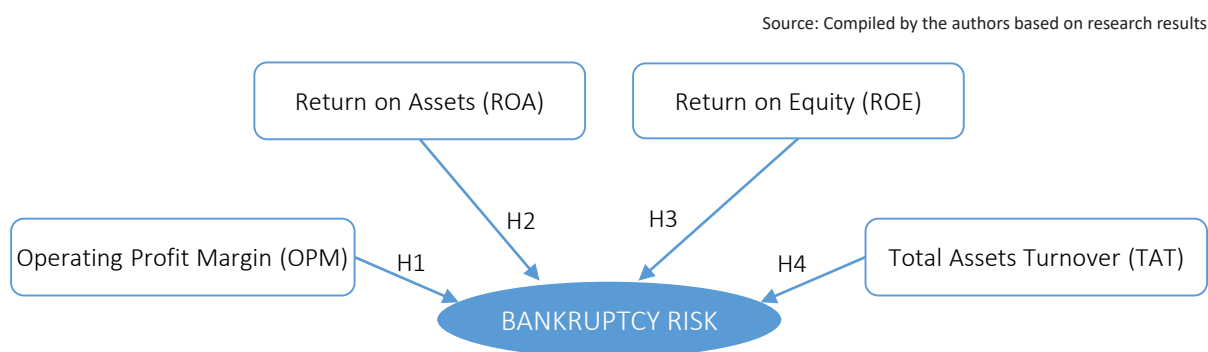 Source: Compiled by the authors based on research results
Return on Assets (ROA)
Return on Equity (ROE)
H2
H3
Operating Profit Margin (OPM)
H1
H4
Total Assets Turnover (TAT)
BANKRUPTCY RISK